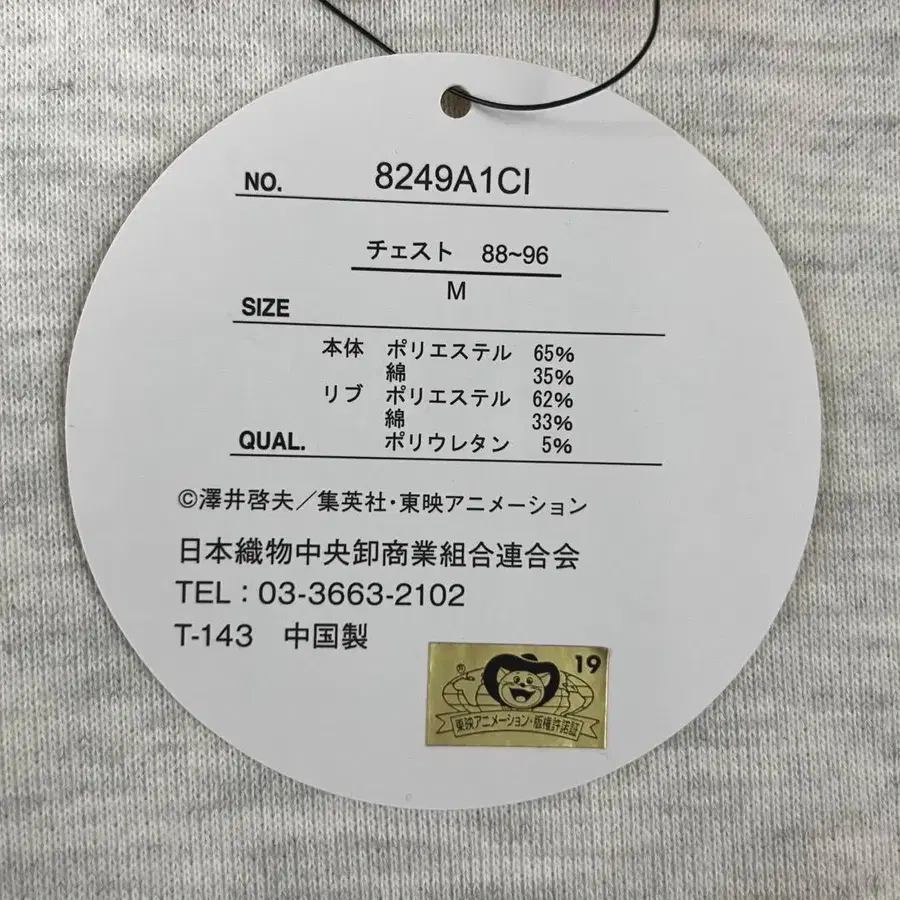 NO. 8249A1CI
チェスト 88~96
M
SIZE
本体 ポリエステル 65%
綿 35%
リブ ポリエステル 62%
綿 33%
QUAL. ポリウレタン 5%
©澤井啓夫/集英社・東映アニメーション
日本織物中央卸商業組合連合会
TEL:03-3663-2102
T-143 中国製
® 19
東映アニメーション・版権許諾証